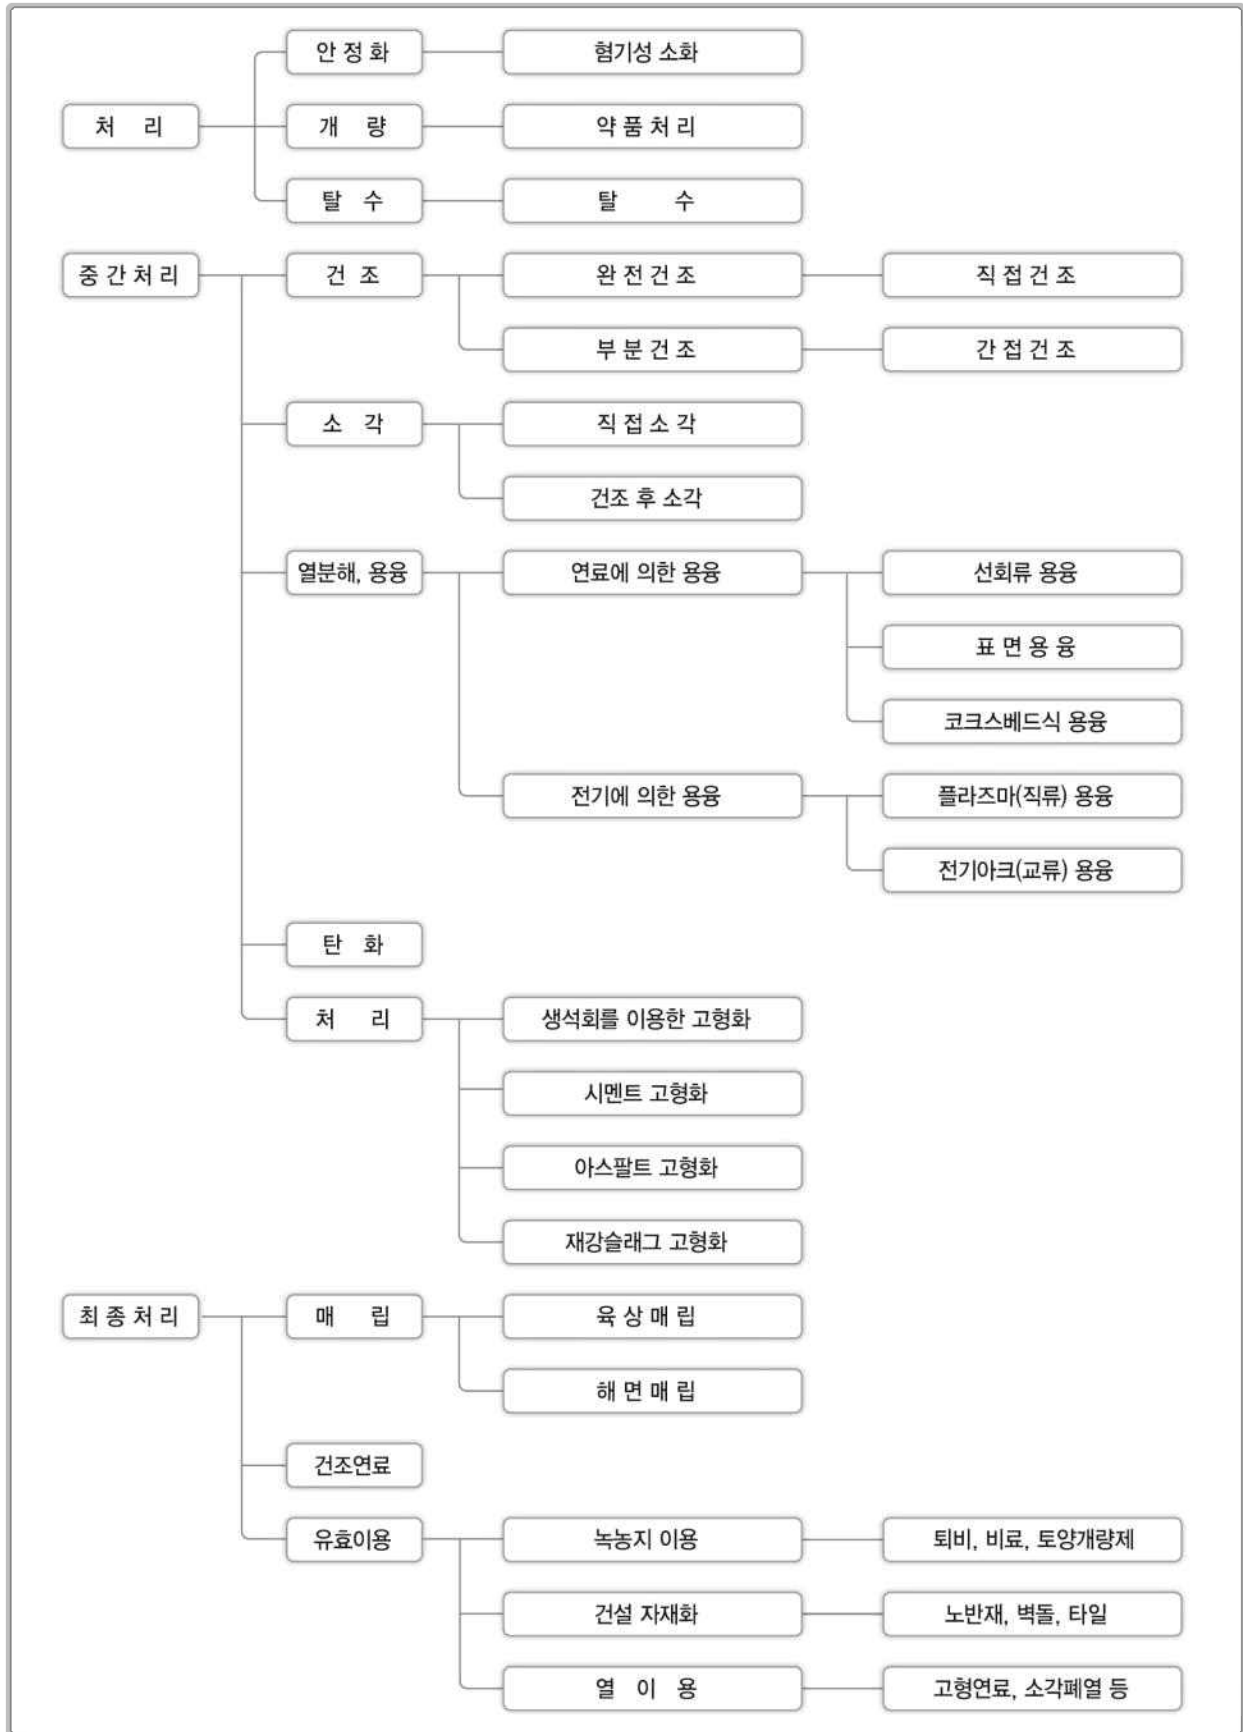 안 정 화 혐기성 소화
처 리 개 량 약 품 처 리
탈 수 탈 수
중 간 처 리 건 조 완 전 건 조 직 접 건 조
부 분 건 조 간 접 건 조
소 각 직 접 소 각
건조 후 소각
열분해, 용융 연료에 의한 용융 선회류 용융
표 면 용 융
코크스베드식 용융
전기에 의한 용융 플라즈마(직류) 용융
전기아크(교류) 용융
탄 화
처 리 생석회를 이용한 고형화
시멘트 고형화
아스팔트 고형화
재강슬래그 고형화
최 종 처 리 매 립 육 상 매 립
해 면 매 립
건조연료
유효이용 녹농지 이용 퇴비, 비료, 토양개량제
건설 자재화 노반재, 벽돌, 타일
열 이 용 고형연료, 소각폐열 등